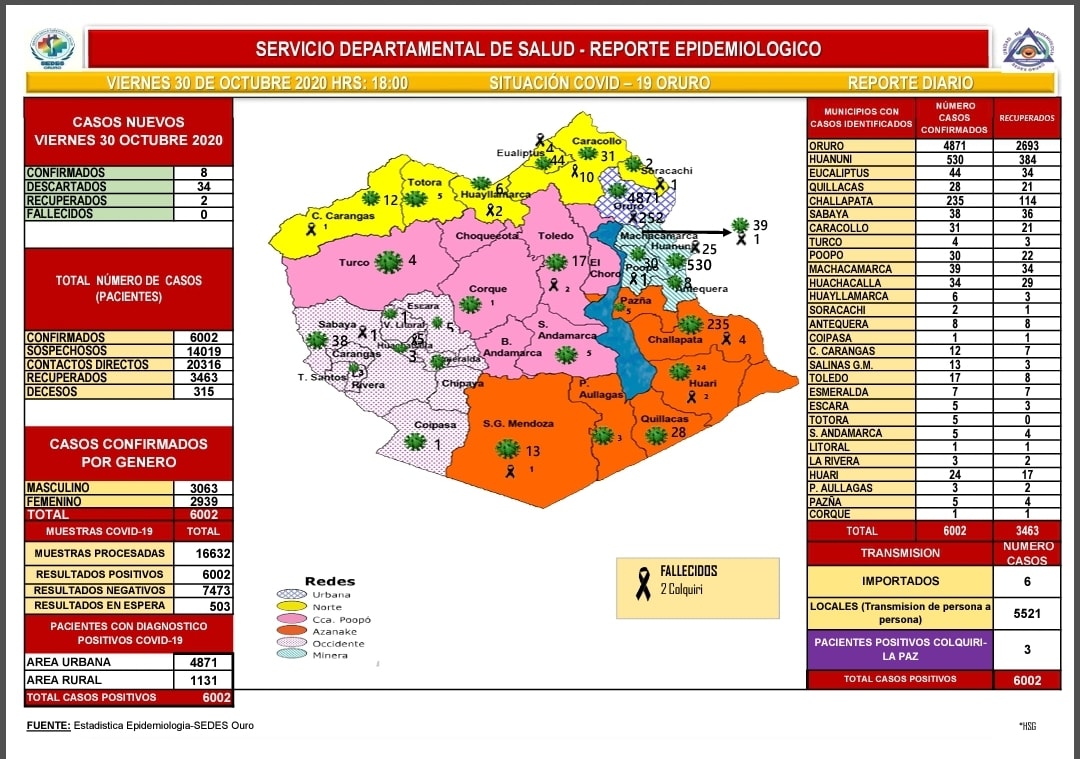 SERVICIO DEPARTAMENTAL DE SALUD - REPORTE EPIDEMIOLOGICO
VIERNES 30 DE OCTUBRE 2020 HRS: 18:00 SITUACIÓN COVID – 19 ORURO REPORTE DIARIO
CASOS NUEVOS
VIERNES 30 OCTUBRE 2020
CONFIRMADOS 8
DESCARTADOS 34
RECUPERADOS 2
FALLECIDOS 0
TOTAL NÚMERO DE CASOS
(PACIENTES)
CONFIRMADOS 6002
SOSPECHOSOS 14019
CONTACTOS DIRECTOS 20316
RECUPERADOS 3463
DECESOS 315
CASOS CONFIRMADOS
POR GENERO
MASCULINO 3063
FEMENINO 2939
TOTAL 6002
MUESTRAS COVID-19 TOTAL
MUESTRAS PROCESADAS 16632
RESULTADOS POSITIVOS 6002
RESULTADOS NEGATIVOS 7473
RESULTADOS EN ESPERA 503
PACIENTES CON DIAGNOSTICO
POSITIVOS COVID-19
AREA URBANA 4871
AREA RURAL 1131
TOTAL CASOS POSITIVOS 6002
Caracollo
31
10
Eualiptus
4
44
2
Soracachi
1
Totora
5
6
Huayllamarca
2
12
C. Carangas
1
4871
Oruro
252
39
1
Machacamarca
Huanuni
25
530
Poopó
30
1
8
Antequera
Choquecota
Toledo
17
2
El
Choro
Turco
4
Corque
1
Pazña
5
Escara
1
V. Litoral
5
Sabaya
1
38
Huachacalla
3
Carangas
Esmeralda
T. Santos
Rivera
Chipaya
S.
Andamarca
5
B.
Andamarca
235
Challapata
4
24
Huari
2
P.
Aullagas
3
Quillacas
28
Coipasa
1
S.G. Mendoza
13
1
Redes
Urbana
Norte
Cca. Poopó
Azanake
Occidente
Minera
FALLECIDOS
2 Colquiri
MUNICIPIOS CON
CASOS IDENTIFICADOS
NÚMERO
CASOS
CONFIRMADOS
RECUPERADOS
ORURO 4871 2693
HUANUNI 530 384
EUCALIPTUS 44 34
QUILLACAS 28 21
CHALLAPATA 235 114
SABAYA 38 36
CARACOLLO 31 21
TURCO 4 3
POOPO 30 22
MACHACAMARCA 39 34
HUACHACALLA 34 29
HUAYLLAMARCA 6 3
SORACACHI 2 1
ANTEQUERA 8 8
COIPASA 1 1
C. CARANGAS 12 7
SALINAS G.M. 13 3
TOLEDO 17 8
ESMERALDA 7 7
ESCARA 5 3
TOTORA 5 0
S. ANDAMARCA 5 4
LITORAL 1 1
LA RIVERA 3 2
HUARI 24 17
P. AULLAGAS 3 2
PAZÑA 5 4
CORQUE 1 1
TOTAL 6002 3463
TRANSMISION
NUMERO
CASOS
IMPORTADOS 6
LOCALES (Transmision de persona a
persona)
5521
PACIENTES POSITIVOS COLQUIRI-
LA PAZ
3
TOTAL CASOS POSITIVOS 6002
FUENTE: Estadistica Epidemiologia-SEDES Ouro
*HSG